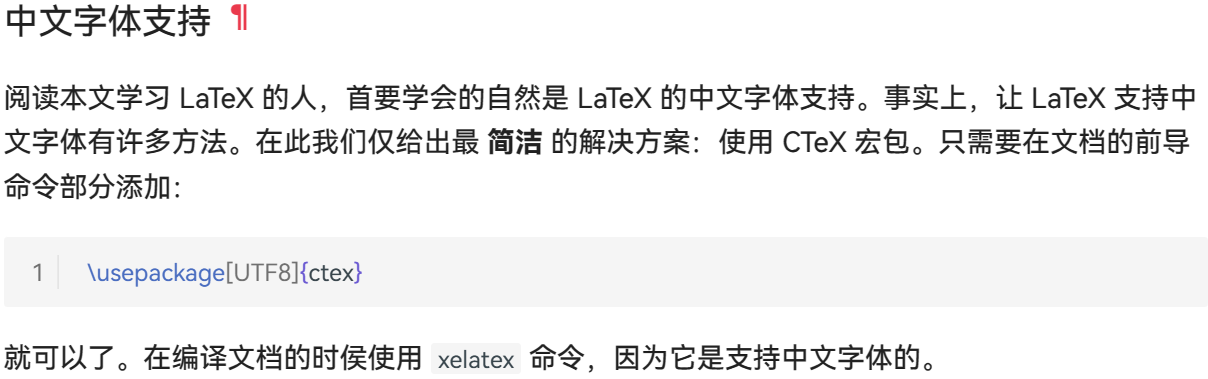 中文字体支持 ¶
阅读本文学习 LaTeX 的人，首要学会的自然是 LaTeX 的中文字体支持。事实上，让 LaTeX 支持中
文字体有许多方法。在此我们仅给出最 简洁 的解决方案：使用 CTeX 宏包。只需要在文档的前导
命令部分添加：
1 \usepackage[UTF8]{ctex}
就可以了。在编译文档的时侯使用 xelatex 命令，因为它是支持中文字体的。